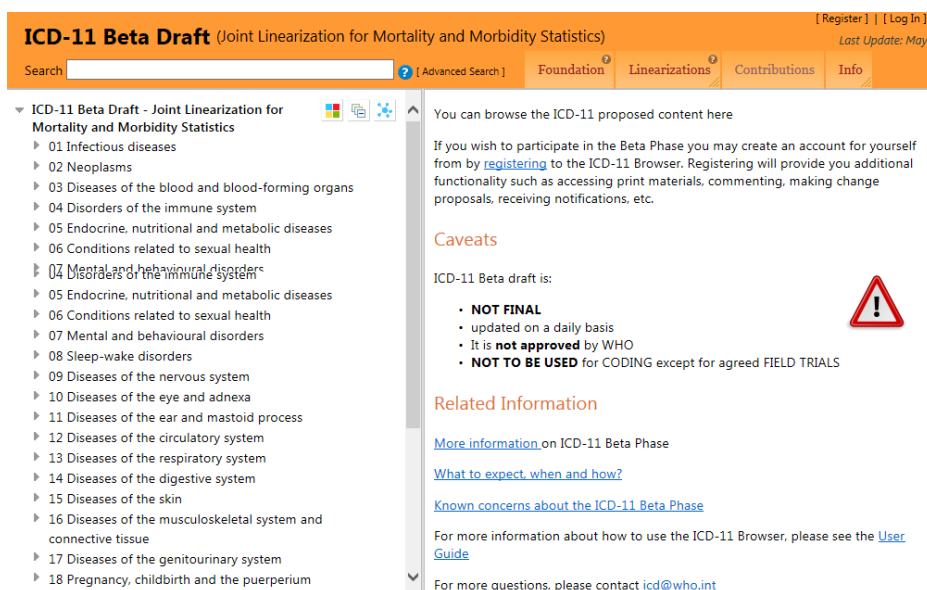 [ Register ] | [ Log In ]
ICD-11 Beta Draft (Joint Linearization for Mortality and Morbidity Statistics)
Last Update: May
Search
? [ Advanced Search ]
Foundation ?
Linearizations ?
Contributions
Info
ICD-11 Beta Draft - Joint Linearization for
Mortality and Morbidity Statistics
01 Infectious diseases
02 Neoplasms
03 Diseases of the blood and blood-forming organs
04 Disorders of the immune system
05 Endocrine, nutritional and metabolic diseases
06 Conditions related to sexual health
07 Mental and behavioural disorders
04 Disorders of the immune system
05 Endocrine, nutritional and metabolic diseases
06 Conditions related to sexual health
07 Mental and behavioural disorders
08 Sleep-wake disorders
09 Diseases of the nervous system
10 Diseases of the eye and adnexa
11 Diseases of the ear and mastoid process
12 Diseases of the circulatory system
13 Diseases of the respiratory system
14 Diseases of the digestive system
15 Diseases of the skin
16 Diseases of the musculoskeletal system and
connective tissue
17 Diseases of the genitourinary system
18 Pregnancy, childbirth and the puerperium
You can browse the ICD-11 proposed content here
If you wish to participate in the Beta Phase you may create an account for yourself
from by registering to the ICD-11 Browser. Registering will provide you additional
functionality such as accessing print materials, commenting, making change
proposals, receiving notifications, etc.
Caveats
ICD-11 Beta draft is:
• NOT FINAL
• updated on a daily basis
• It is not approved by WHO
• NOT TO BE USED for CODING except for agreed FIELD TRIALS
!
Related Information
More information on ICD-11 Beta Phase
What to expect, when and how?
Known concerns about the ICD-11 Beta Phase
For more information about how to use the ICD-11 Browser, please see the User
Guide
For more questions, please contact icd@who.int